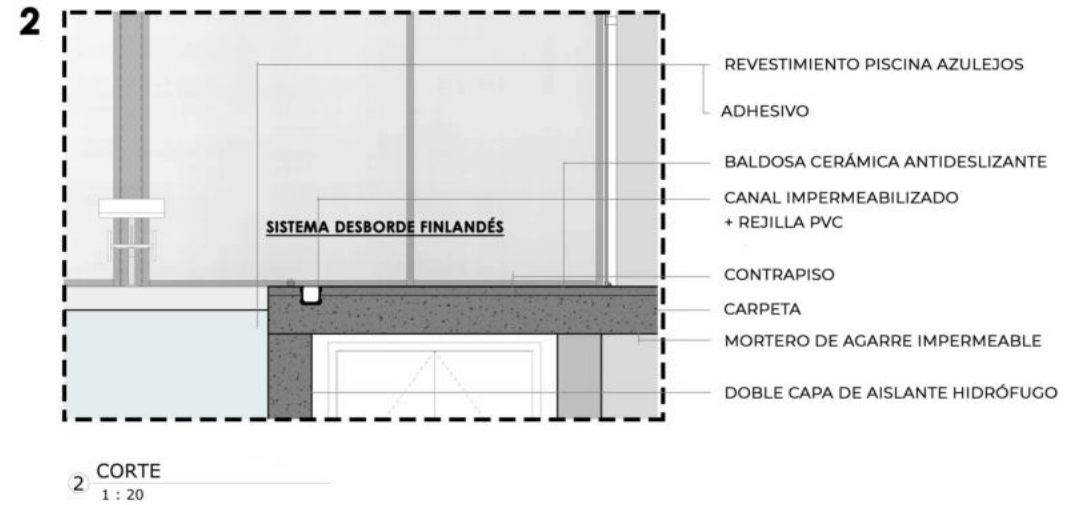 2
REVESTIMIENTO PISCINA AZULEJOS
ADHESIVO
BALDOSA CERÁMICA ANTIDESLIZANTE
CANAL IMPERMEABILIZADO
+ REJILLA PVC
SISTEMA DESBORDE FINLANDÉS
CONTRAPISO
CARPETA
MORTERO DE AGARRE IMPERMEABLE
DOBLE CAPA DE AISLANTE HIDRÓFUGO
2 CORTE
1 : 20